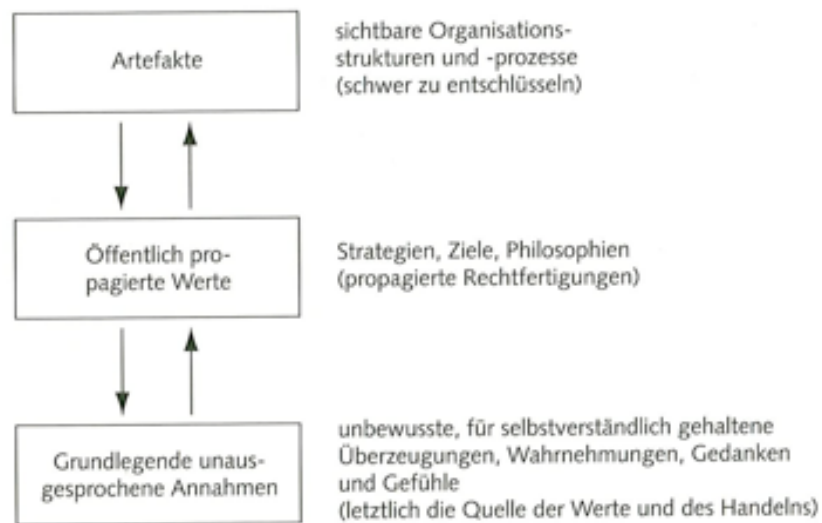 Artefakte
sichtbare Organisations-
strukturen und -prozesse
(schwer zu entschlüsseln)
Öffentlich pro-
pagierte Werte
Strategien, Ziele, Philosophien
(propagierte Rechtfertigungen)
Grundlegende unaus-
gesprochene Annahmen
unbewusste, für selbstverständlich gehaltene
Überzeugungen, Wahrnehmungen, Gedanken
und Gefühle
(letztlich die Quelle der Werte und des Handelns)